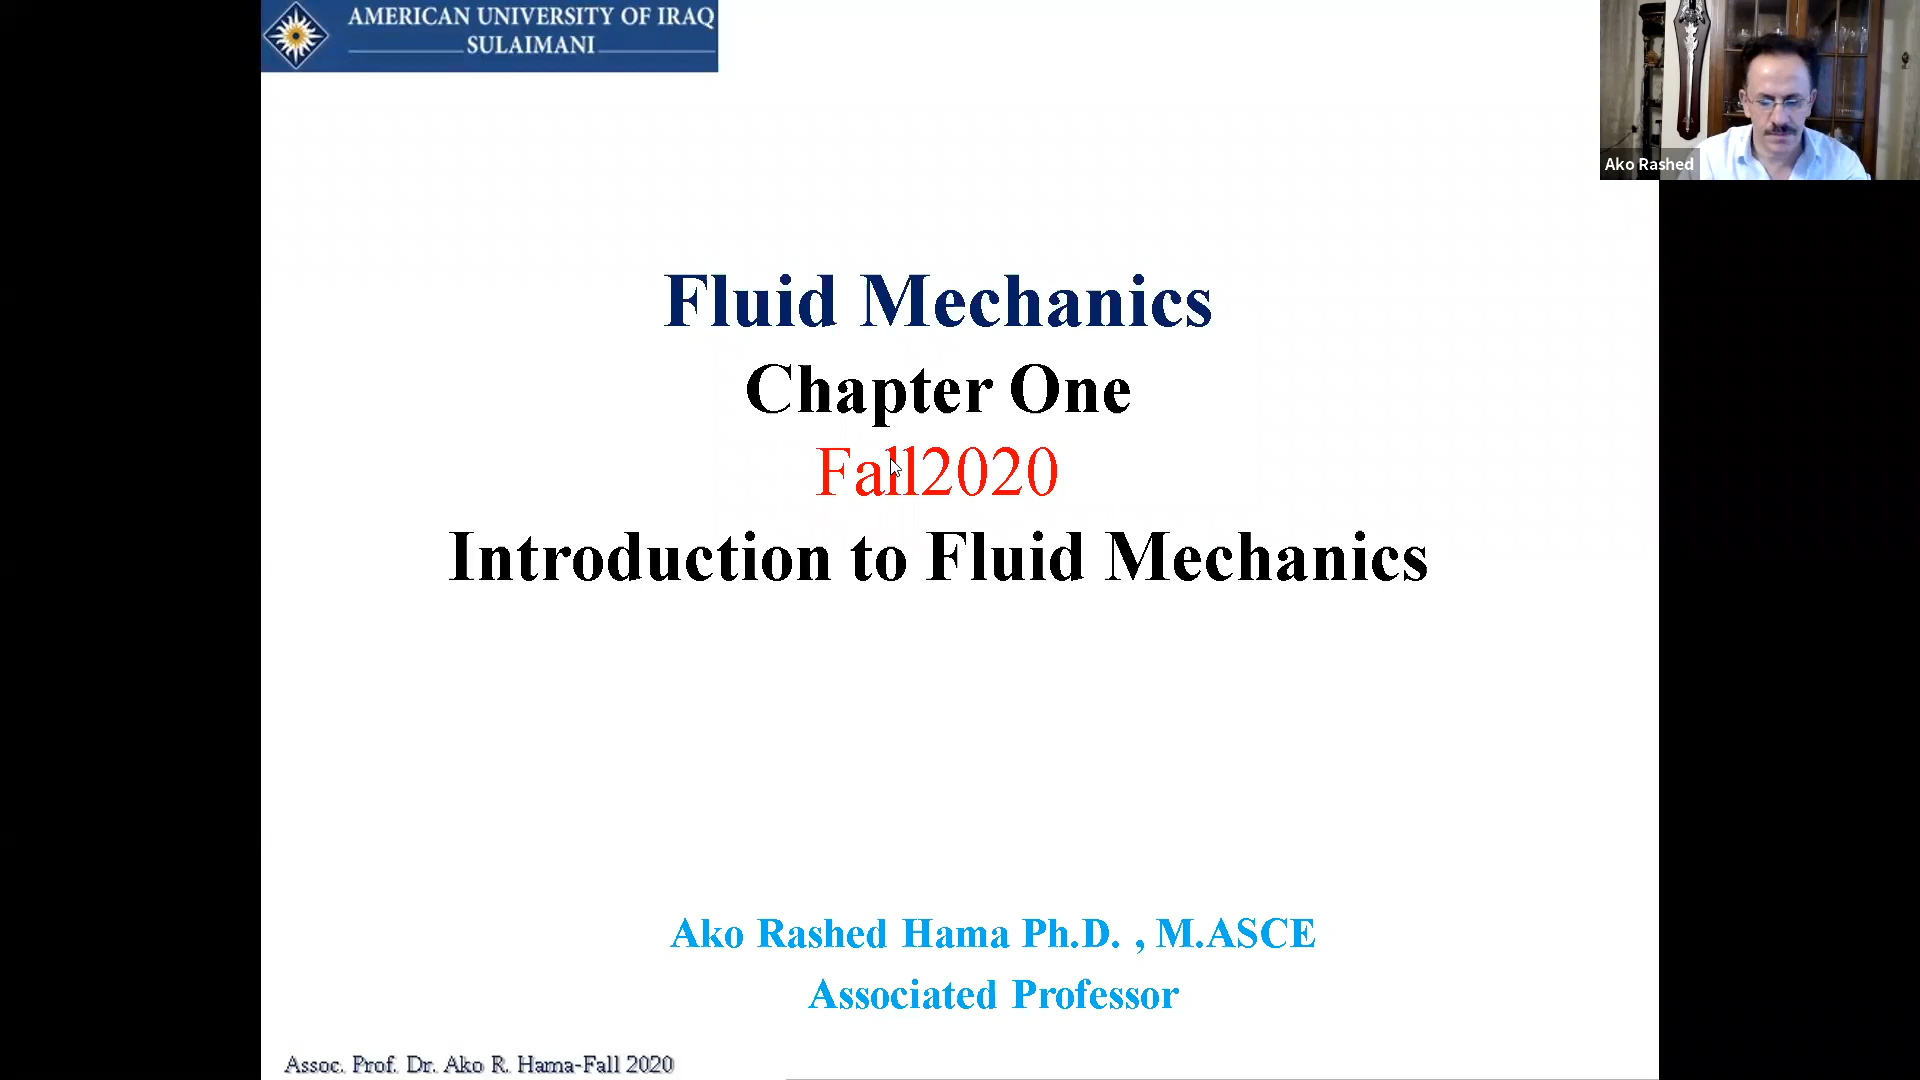 AMERICAN UNIVERSITY OF IRAQ
SULAIMANI
Ako Rashed
Fluid Mechanics
Chapter One
Fall2020
Introduction to Fluid Mechanics
Ako Rashed Hama Ph.D. , M.ASCE
Associated Professor
Assoc. Prof. Dr. Ako R. Hama-Fall 2020